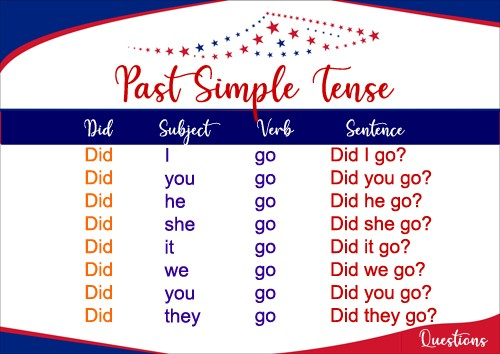 Past Simple Tense
Did Subject Verb Sentence
Did I go Did I go?
Did you go Did you go?
Did he go Did he go?
Did she go Did she go?
Did it go Did it go?
Did we go Did we go?
Did you go Did you go?
Did they go Did they go?
Questions